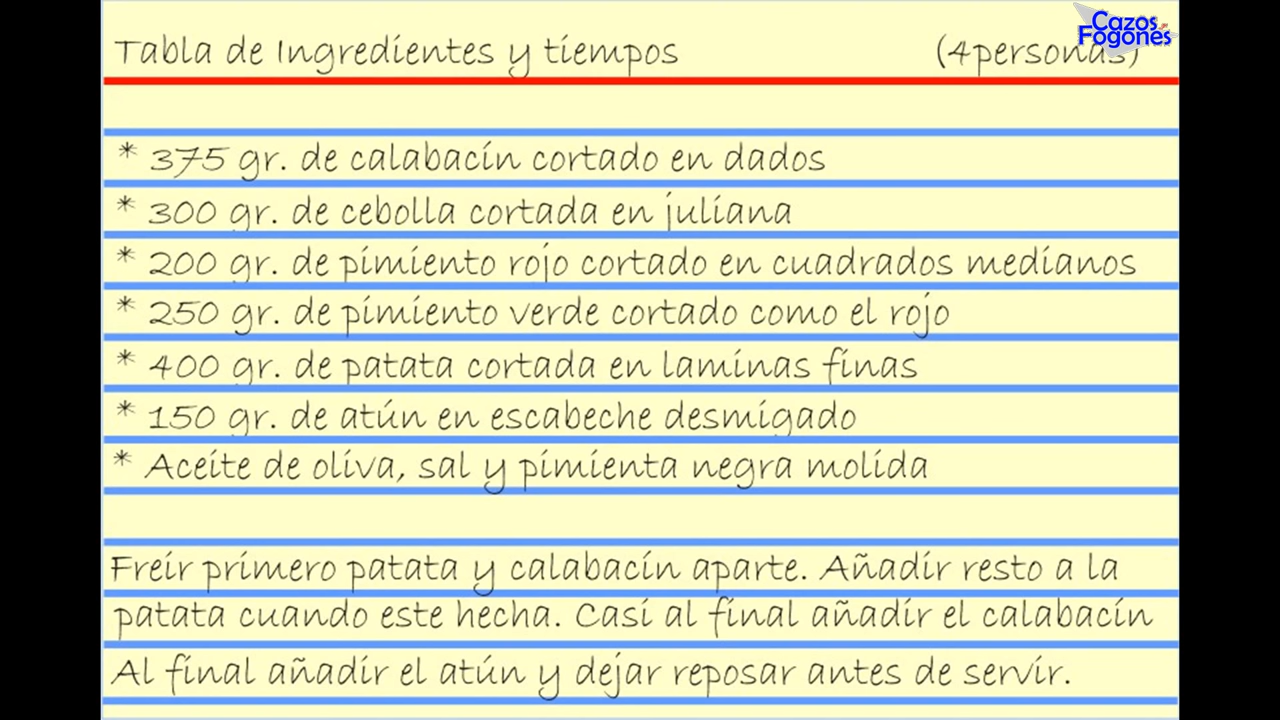 Cazos
Fogones
Tabla de Ingredientes y tiempos (4personas)
* 375 gr. de calabacín cortado en dados
* 300 gr. de cebolla cortada en juliana
* 200 gr. de pimiento rojo cortado en cuadrados medianos
* 250 gr. de pimiento verde cortado como el rojo
* 400 gr. de patata cortada en laminas finas
* 150 gr. de atún en escabeche desmigado
* Aceite de oliva, sal y pimienta negra molida
Freír primero patata y calabacín aparte. Añadir resto a la
patata cuando este hecha. Casi al final añadir el calabacín
Al final añadir el atún y dejar reposar antes de servir.